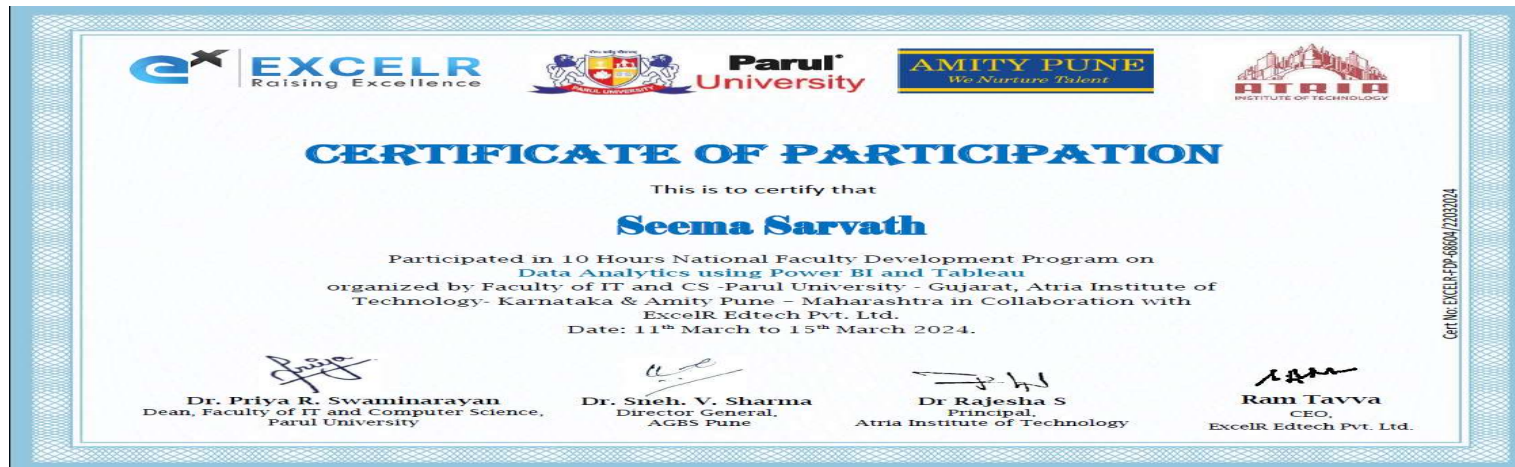 ex EXCELR
Raising Excellence
PARUL UNIVERSITY
Parul®
University
AMITY PUNE
We Nurture Talent
ATRIA
INSTITUTE OF TECHNOLOGY
CERTIFICATE OF PARTICIPATION
This is to certify that
Seema Sarvath
Participated in 10 Hours National Faculty Development Program on
Data Analytics using Power BI and Tableau
organized by Faculty of IT and CS -Parul University - Gujarat, Atria Institute of
Technology- Karnataka & Amity Pune – Maharashtra in Collaboration with
ExcelR Edtech Pvt. Ltd.
Date: 11th March to 15th March 2024.
Cert No: EXCELR-FDP-68604/22032024
Priya
Dr. Priya R. Swaminarayan
Dean, Faculty of IT and Computer Science,
Parul University
Dr. Sneh. V. Sharma
Director General,
AGBS Pune
Dr Rajesha S
Principal,
Atria Institute of Technology
Ram Tavva
CEO,
ExcelR Edtech Pvt. Ltd.